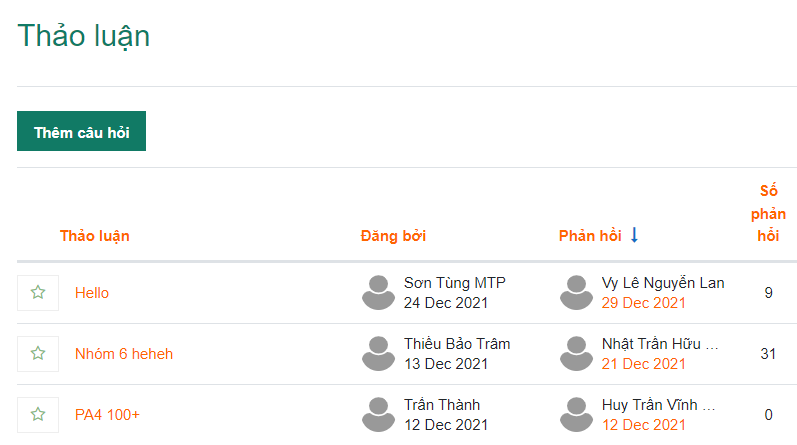 Thảo luận
Thêm câu hỏi
Số phản hồi
Thảo luận Đăng bởi Phản hồi ↓
Hello Sơn Tùng MTP Vy Lê Nguyển Lan 9
24 Dec 2021 29 Dec 2021
Nhóm 6 heheh Thiều Bảo Trâm Nhật Trần Hữu ... 31
13 Dec 2021 21 Dec 2021
PA4 100+ Trấn Thành Huy Trần Vĩnh ... 0
12 Dec 2021 12 Dec 2021